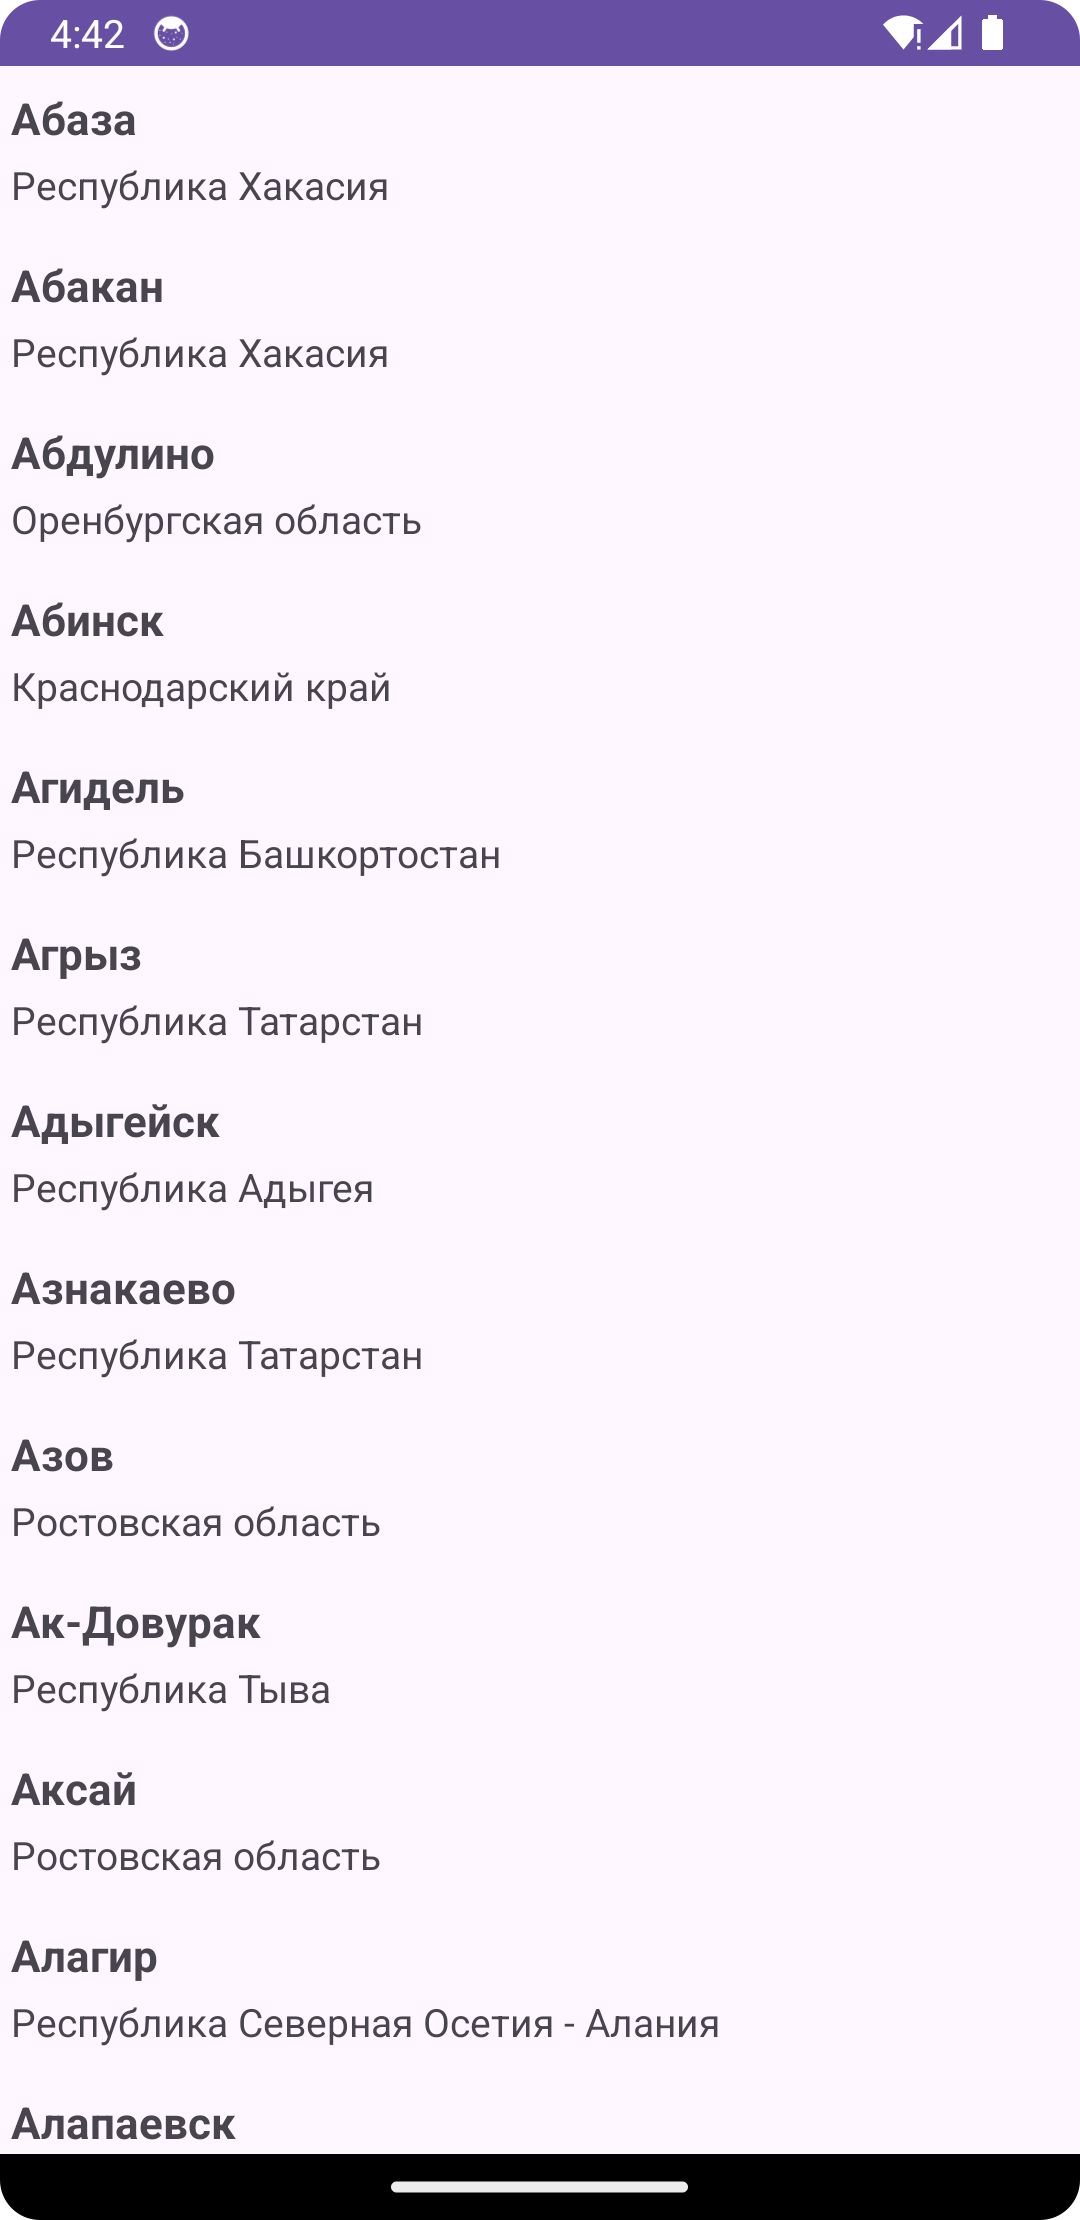 4:42
Абаза
Республика Хакасия
Абакан
Республика Хакасия
Абдулино
Оренбургская область
Абинск
Краснодарский край
Агидель
Республика Башкортостан
Агрыз
Республика Татарстан
Адыгейск
Республика Адыгея
Азнакаево
Республика Татарстан
Азов
Ростовская область
Ак-Довурак
Республика Тыва
Аксай
Ростовская область
Алагир
Республика Северная Осетия - Алания
Алапаевск